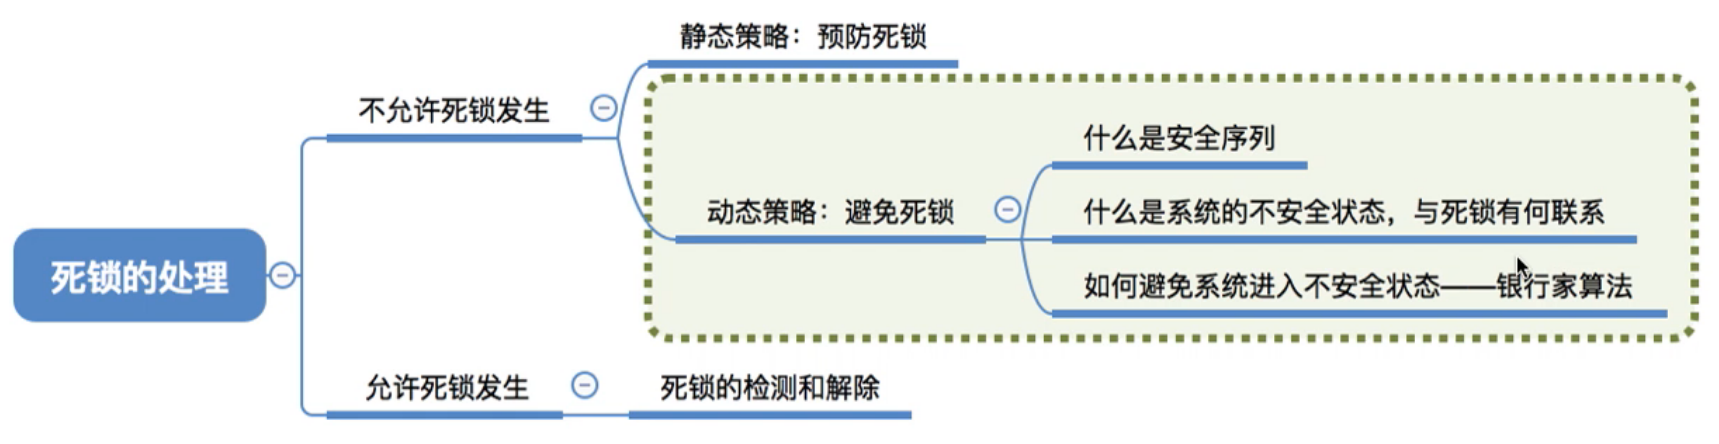 静态策略：预防死锁
不允许死锁发生
什么是安全序列
动态策略：避免死锁
什么是系统的不安全状态，与死锁有何联系
死锁的处理
如何避免系统进入不安全状态——银行家算法
允许死锁发生
死锁的检测和解除